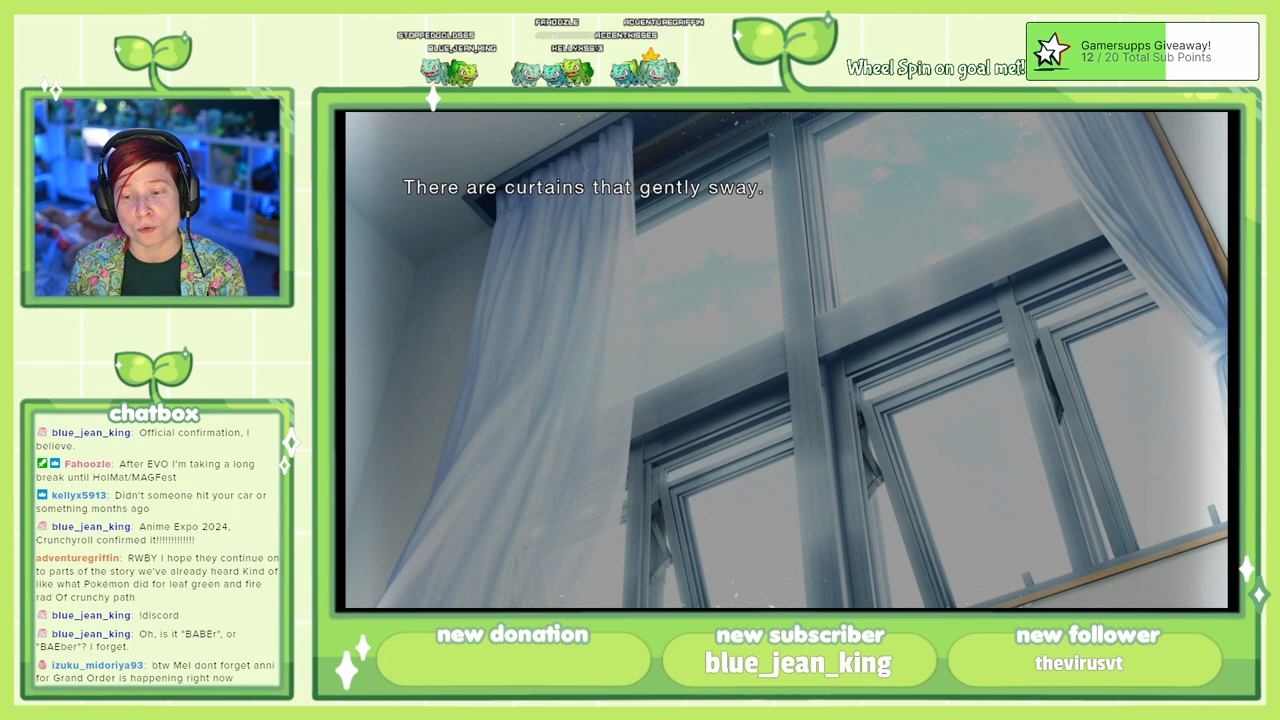 FAHOOZLE
ADVENTUREGRIFFIN
STOPPEDGOLD565
ACCENTKISSES
BLUE_JEAN_KING
KELLYX5913
Wheel Spin on goal met!
Gamersupps Giveaway!
12 / 20 Total Sub Points
7
There are curtains that gently sway.
chatbox
blue_jean_king: Official confirmation, I
believe.
Fahoozle: After EVO I'm taking a long
break until HolMat/MAGFest
kellyx5913: Didn't someone hit your car or
something months ago
blue_jean_king: Anime Expo 2024,
Crunchyroll confirmed it!!!!!!!!!!!!!
adventuregriffin: RWBY I hope they continue on
to parts of the story we've already heard Kind of
like what Pokémon did for leaf green and fire
rad Of crunchy path
blue_jean_king: !discord
blue_jean_king: Oh, is it "BABEr", or
"BAEber"? I forget.
izuku_midoriya93: btw Mel dont forget anni
for Grand Order is happening right now
new donation
new subscriber
blue_jean_king
new follower
thevirusvt